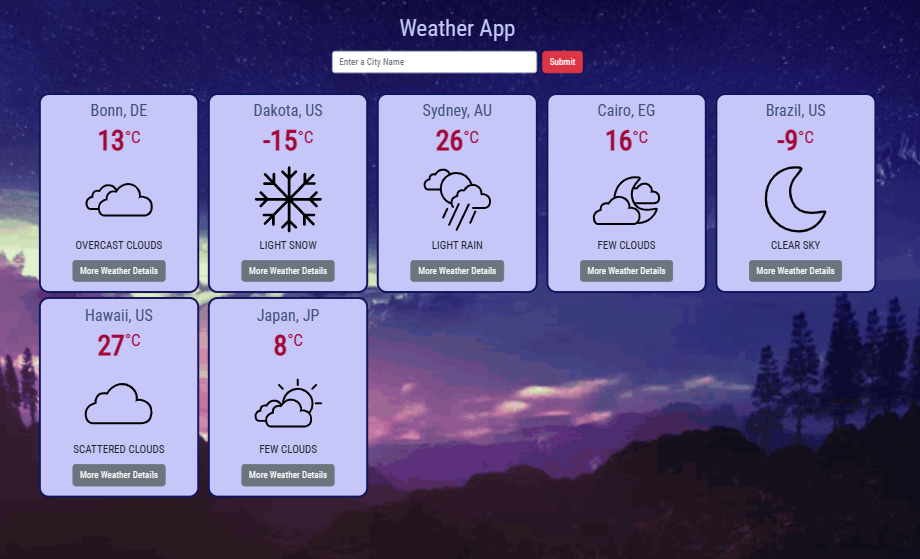 Weather App
Enter a City Name
Submit
Bonn, DE
13°C
OVERCAST CLOUDS
More Weather Details
Dakota, US
-15°C
LIGHT SNOW
More Weather Details
Sydney, AU
26°C
LIGHT RAIN
More Weather Details
Cairo, EG
16°C
FEW CLOUDS
More Weather Details
Brazil, US
-9°C
CLEAR SKY
More Weather Details
Hawaii, US
27°C
SCATTERED CLOUDS
More Weather Details
Japan, JP
8°C
FEW CLOUDS
More Weather Details